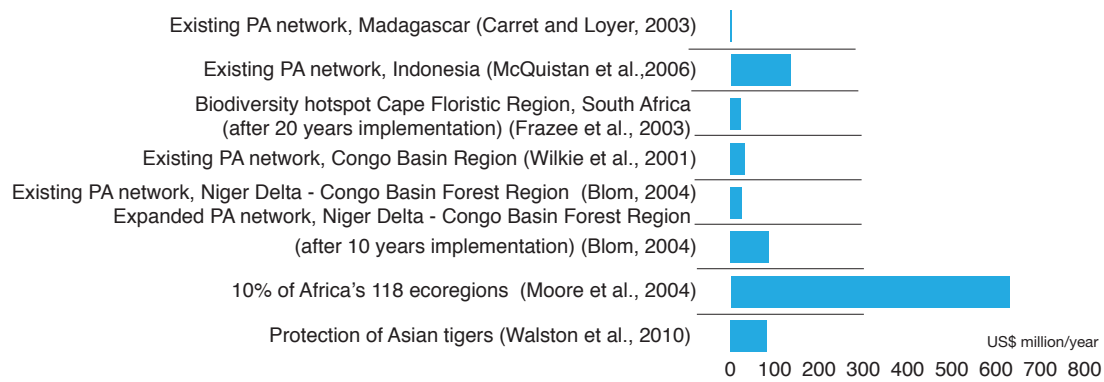 Existing PA network, Madagascar (Carret and Loyer, 2003)
Existing PA network, Indonesia (McQuistan et al.,2006)
Biodiversity hotspot Cape Floristic Region, South Africa
(after 20 years implementation) (Frazee et al., 2003)
Existing PA network, Congo Basin Region (Wilkie et al., 2001)
Existing PA network, Niger Delta - Congo Basin Forest Region (Blom, 2004)
Expanded PA network, Niger Delta - Congo Basin Forest Region
(after 10 years implementation) (Blom, 2004)
10% of Africa’s 118 ecoregions (Moore et al., 2004)
Protection of Asian tigers (Walston et al., 2010)
US$ million/year
0 100 200 300 400 500 600 700 800